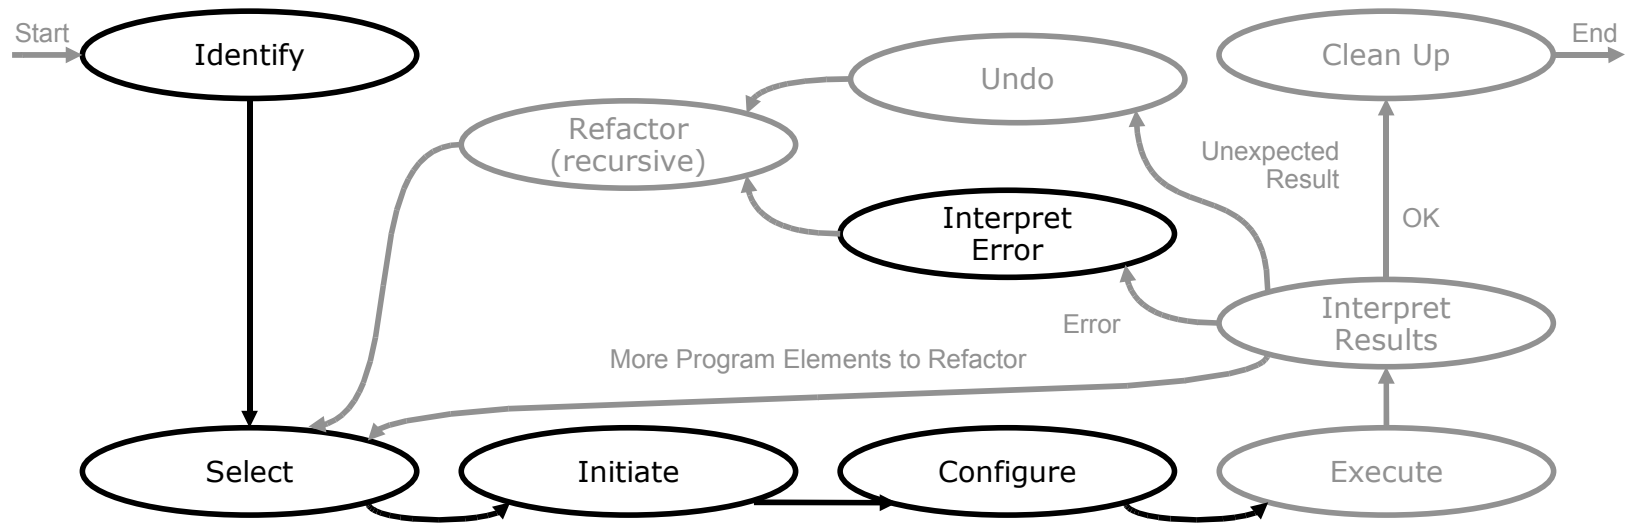 Start
Identify
Undo
Clean Up
End
Refactor
(recursive)
Unexpected
Result
Interpret
Error
OK
Error
Interpret
Results
More Program Elements to Refactor
Select
Initiate
Configure
Execute